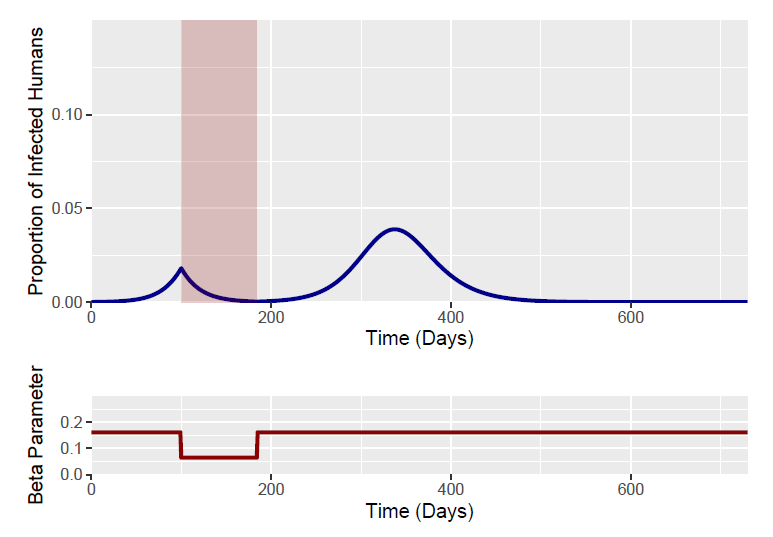 Proportion of Infected Humans
0.10
0.05
0.00
0 200 400 600
Time (Days)
Beta Parameter
0.2
0.1
0.0
0 200 400 600
Time (Days)